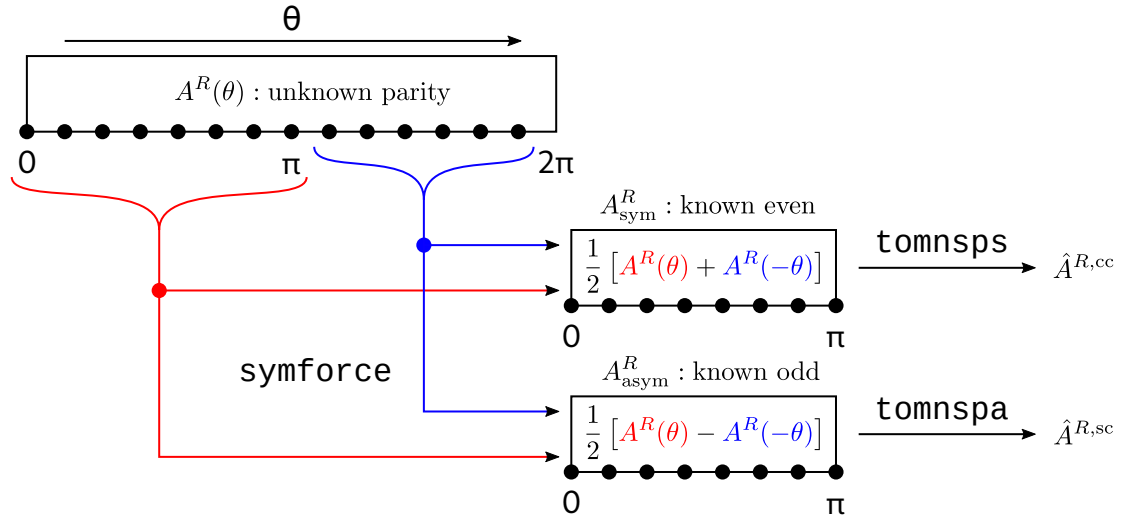 θ
A^R(θ) : unknown parity
0
π
2π
A^R_sym : known even
1/2 [A^R(θ) + A^R(−θ)]
tomnsps
Â^{R,cc}
0
π
symforce
A^R_asym : known odd
1/2 [A^R(θ) − A^R(−θ)]
tomnspa
Â^{R,sc}
0
π